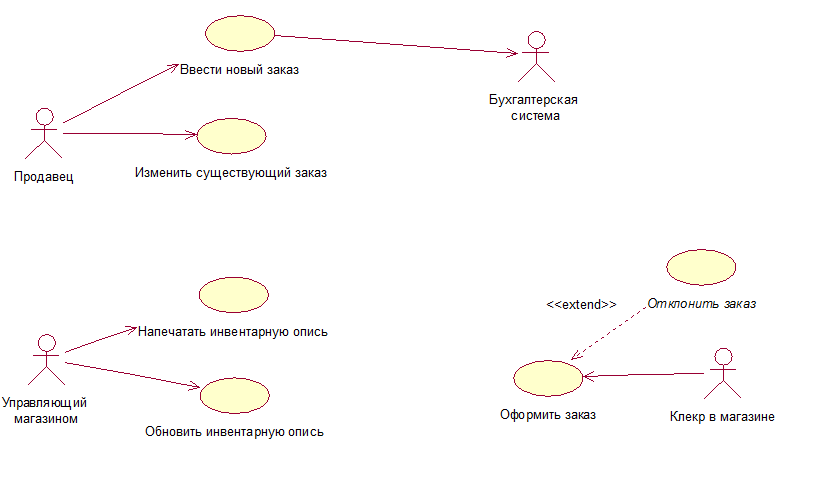 Ввести новый заказ
Бухгалтерская
система
Продавец
Изменить существующий заказ
<<extend>>
Отклонить заказ
Напечатать инвентарную опись
Управляющий
магазином
Оформить заказ
Клекр в магазине
Обновить инвентарную опись